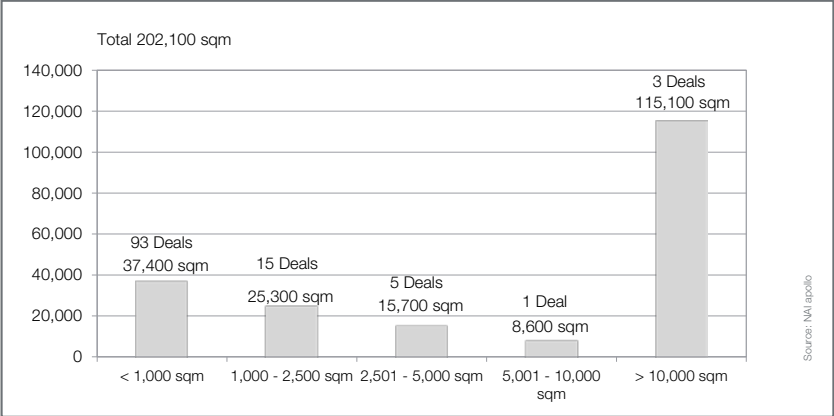 Total 202,100 sqm
140,000
120,000
100,000
80,000
60,000
40,000
20,000
0
93 Deals
37,400 sqm
15 Deals
25,300 sqm
5 Deals
15,700 sqm
1 Deal
8,600 sqm
3 Deals
115,100 sqm
< 1,000 sqm
1,000 - 2,500 sqm
2,501 - 5,000 sqm
5,001 - 10,000
sqm
> 10,000 sqm
Source: NAI apollo